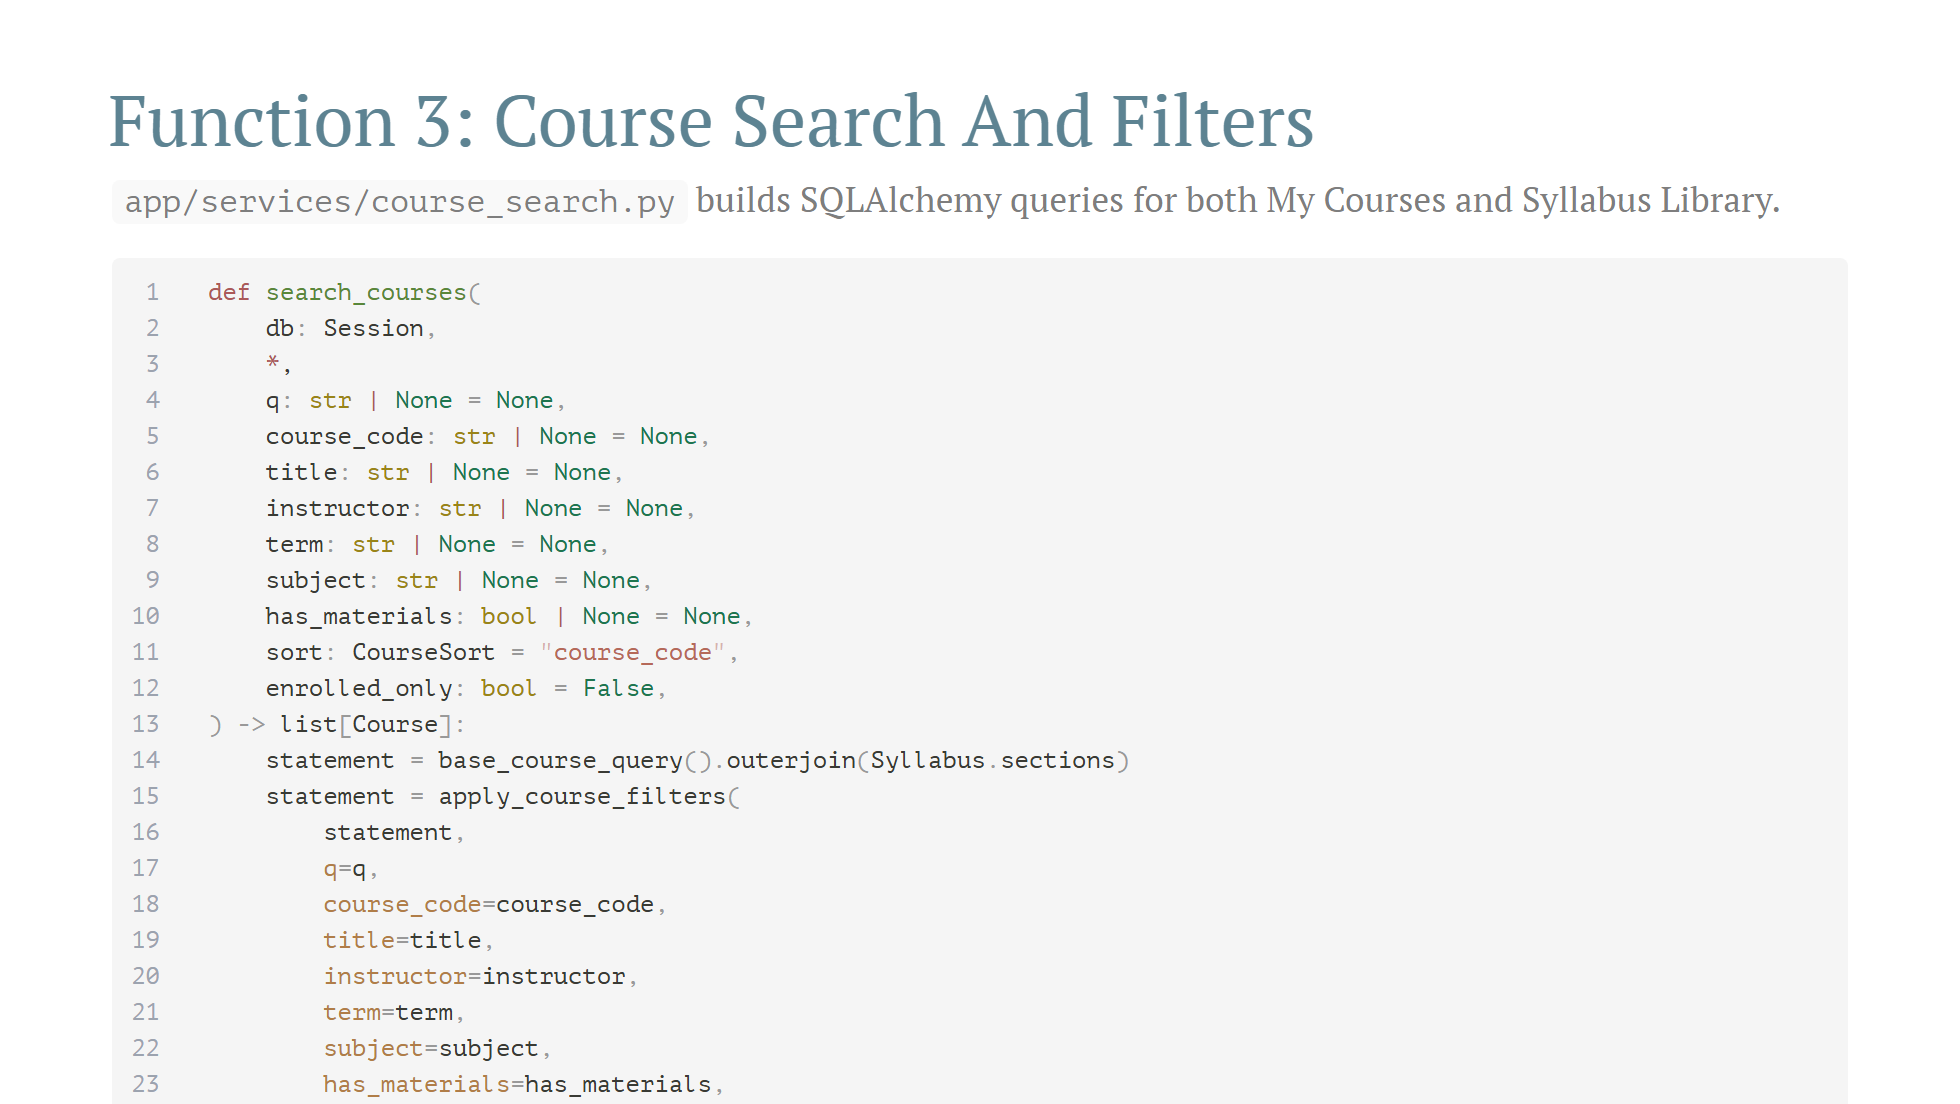 Function 3: Course Search And Filters
app/services/course_search.py builds SQLAlchemy queries for both My Courses and Syllabus Library.
1 def search_courses(
2     db: Session,
3     *,
4     q: str | None = None,
5     course_code: str | None = None,
6     title: str | None = None,
7     instructor: str | None = None,
8     term: str | None = None,
9     subject: str | None = None,
10     has_materials: bool | None = None,
11     sort: CourseSort = "course_code",
12     enrolled_only: bool = False,
13 ) -> list[Course]:
14     statement = base_course_query().outerjoin(Syllabus.sections)
15     statement = apply_course_filters(
16         statement,
17         q=q,
18         course_code=course_code,
19         title=title,
20         instructor=instructor,
21         term=term,
22         subject=subject,
23         has_materials=has_materials,